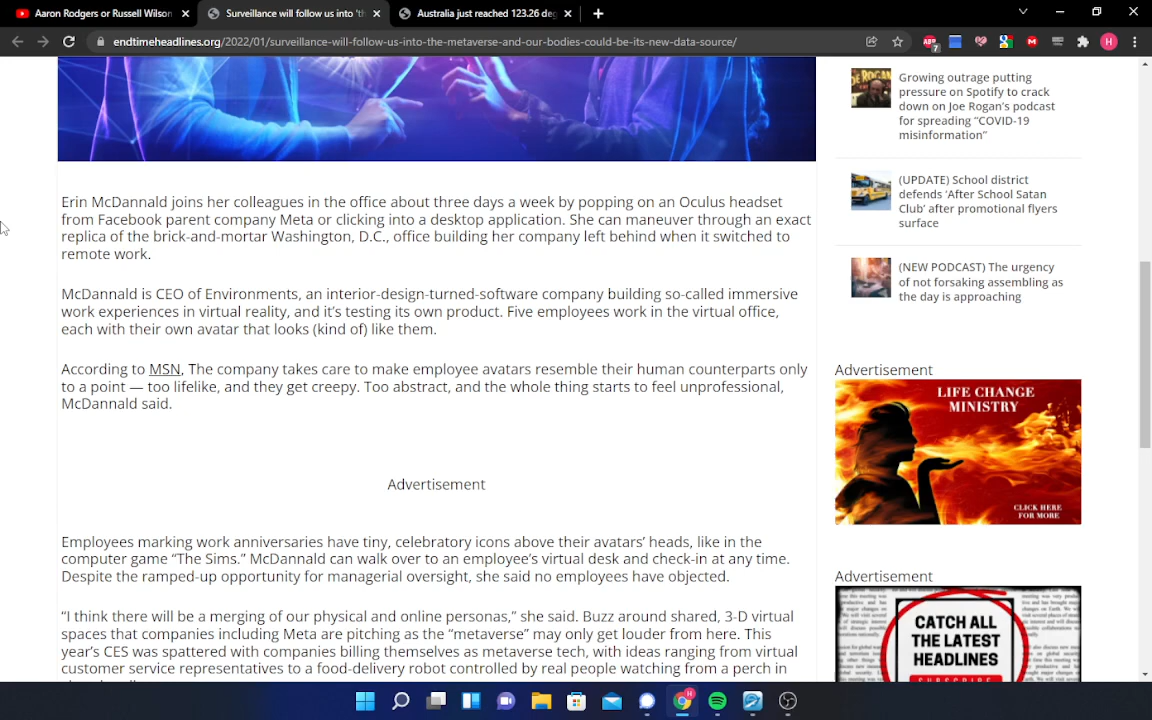 Aaron Rodgers or Russell Wilson
Surveillance will follow us into 'th
Australia just reached 123.26 deg
endtimeheadlines.org/2022/01/surveillance-will-follow-us-into-the-metaverse-and-our-bodies-could-be-its-new-data-source/
ABP
7
H
Erin McDannald joins her colleagues in the office about three days a week by popping on an Oculus headset
from Facebook parent company Meta or clicking into a desktop application. She can maneuver through an exact
replica of the brick-and-mortar Washington, D.C., office building her company left behind when it switched to
remote work.
McDannald is CEO of Environments, an interior-design-turned-software company building so-called immersive
work experiences in virtual reality, and it's testing its own product. Five employees work in the virtual office,
each with their own avatar that looks (kind of) like them.
According to MSN, The company takes care to make employee avatars resemble their human counterparts only
to a point — too lifelike, and they get creepy. Too abstract, and the whole thing starts to feel unprofessional,
McDannald said.
Advertisement
Employees marking work anniversaries have tiny, celebratory icons above their avatars' heads, like in the
computer game "The Sims." McDannald can walk over to an employee's virtual desk and check-in at any time.
Despite the ramped-up opportunity for managerial oversight, she said no employees have objected.
"I think there will be a merging of our physical and online personas," she said. Buzz around shared, 3-D virtual
spaces that companies including Meta are pitching as the "metaverse" may only get louder from here. This
year's CES was spattered with companies billing themselves as metaverse tech, with ideas ranging from virtual
customer service representatives to a food-delivery robot controlled by real people watching from a perch in
Growing outrage putting
pressure on Spotify to crack
down on Joe Rogan's podcast
for spreading "COVID-19
misinformation"
(UPDATE) School district
defends 'After School Satan
Club' after promotional flyers
surface
(NEW PODCAST) The urgency
of not forsaking assembling as
the day is approaching
Advertisement
LIFE CHANGE
MINISTRY
CLICK HERE
FOR MORE
Advertisement
CATCH ALL
THE LATEST
HEADLINES
SUBSCRIBE